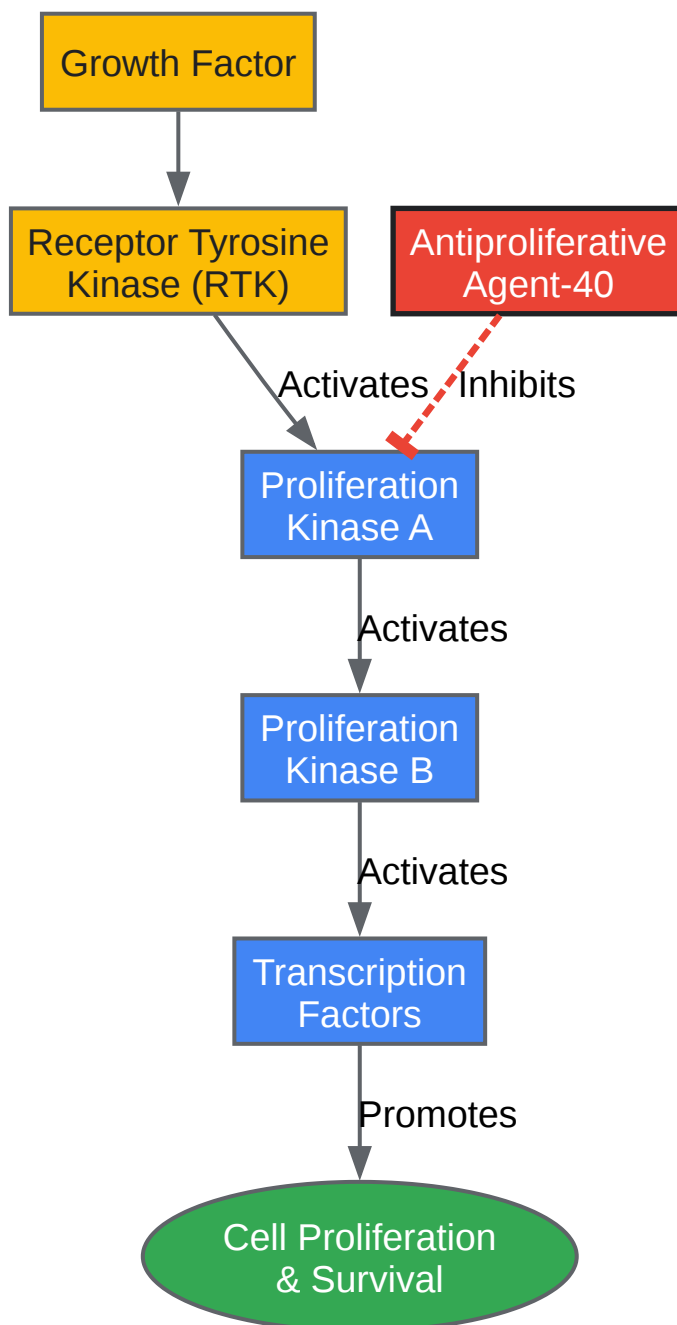 Growth Factor
Receptor Tyrosine
Kinase (RTK)
Antiproliferative
Agent-40
Activates
Inhibits
Proliferation
Kinase A
Activates
Proliferation
Kinase B
Activates
Transcription
Factors
Promotes
Cell Proliferation
& Survival